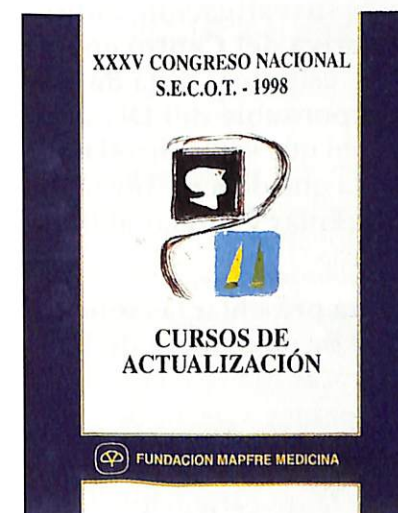 XXXV CONGRESO NACIONAL
S.E.C.O.T. - 1998
CURSOS DE
ACTUALIZACIÓN
FUNDACION MAPFRE MEDICINA